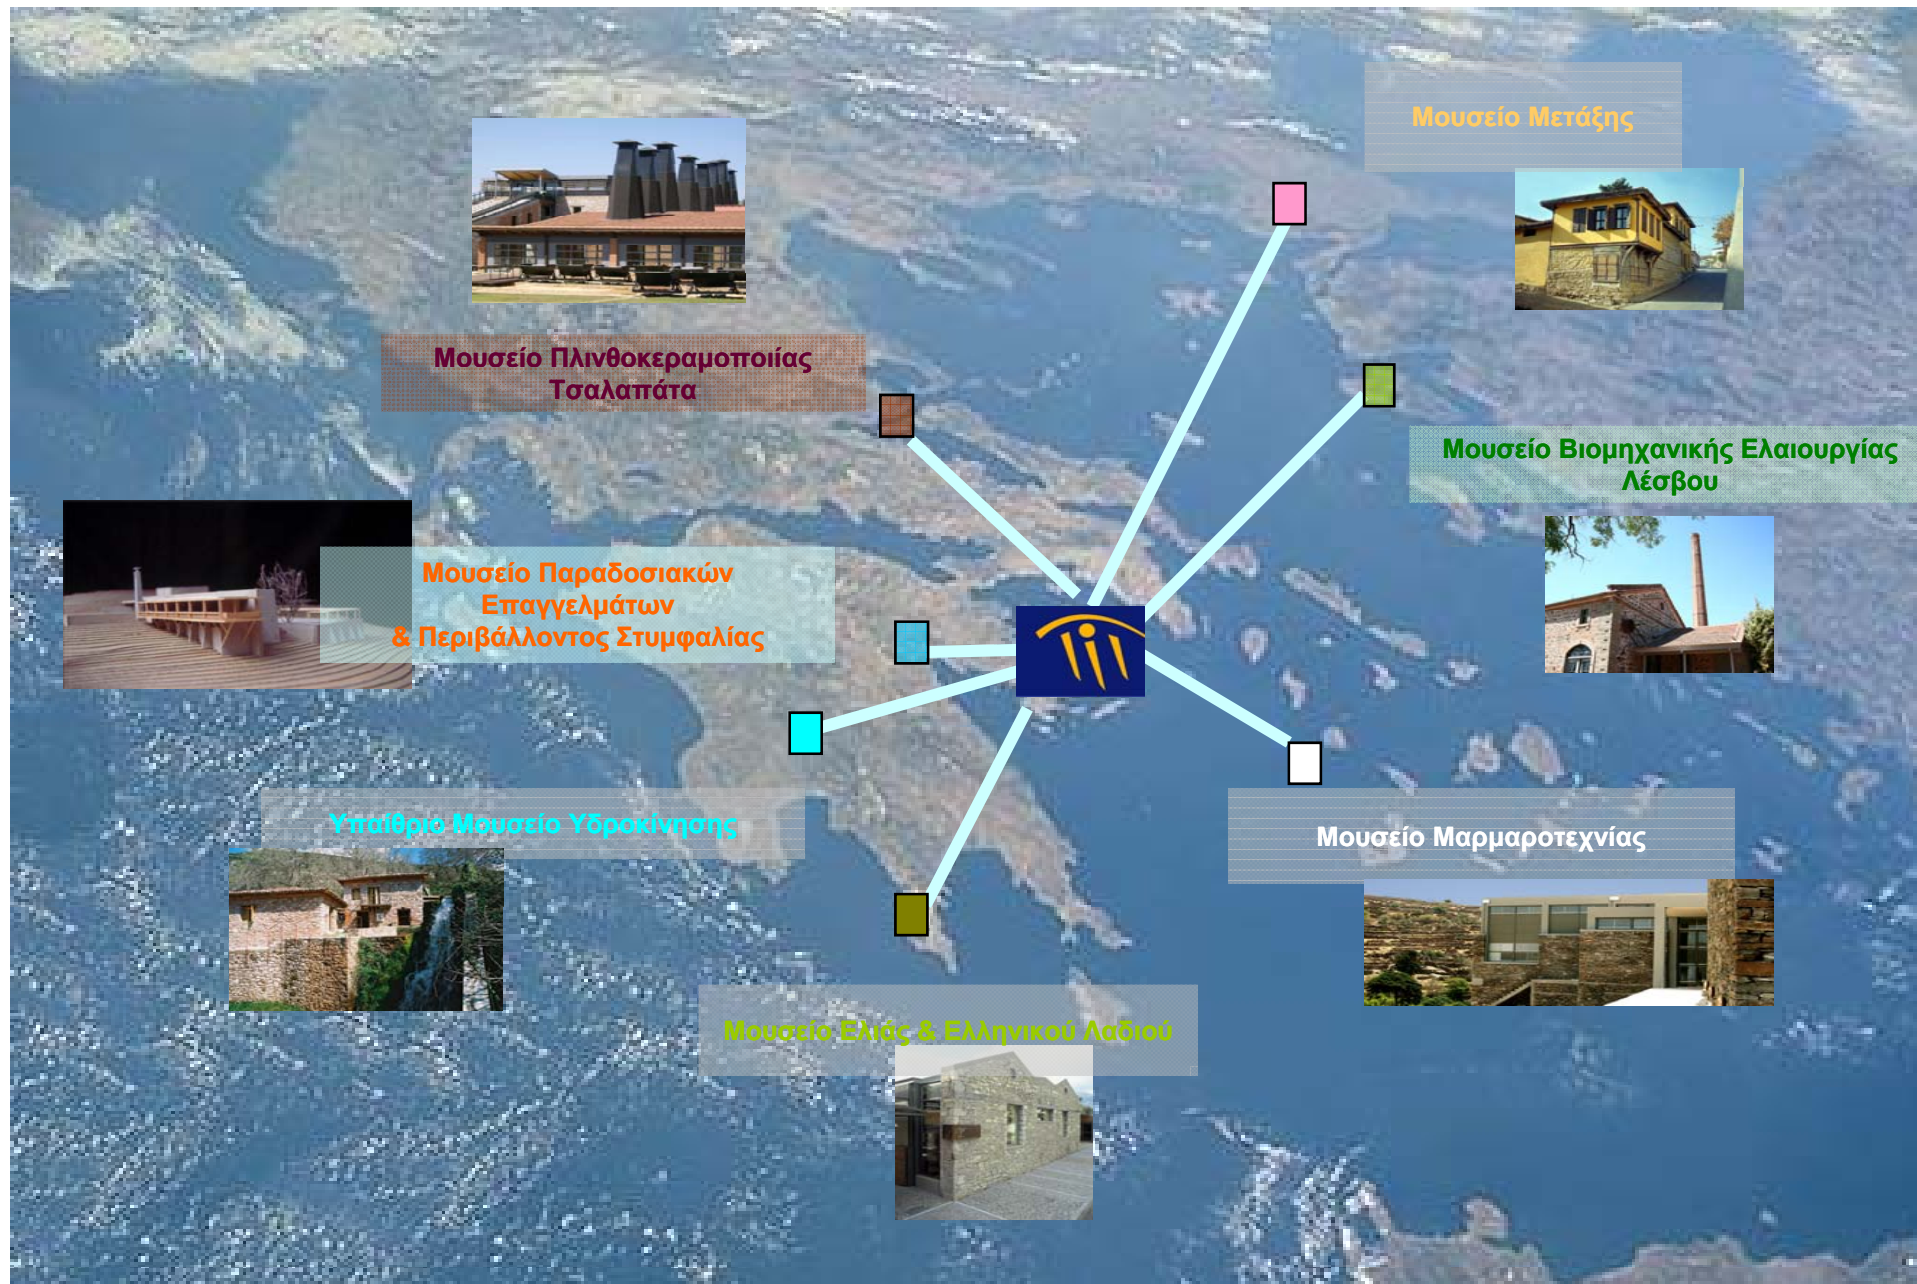 Μουσείο Μετάξης
Μουσείο Πλινθοκεραμοποιίας
Τσαλαπάτα
Μουσείο Βιομηχανικής Ελαιουργίας
Λέσβου
Μουσείο Παραδοσιακών
Επαγγελμάτων
& Περιβάλλοντος Στυμφαλίας
Υπαίθριο Μουσείο Υδροκίνησης
Μουσείο Μαρμαροτεχνίας
Μουσείο Ελιάς & Ελληνικού Λαδιού